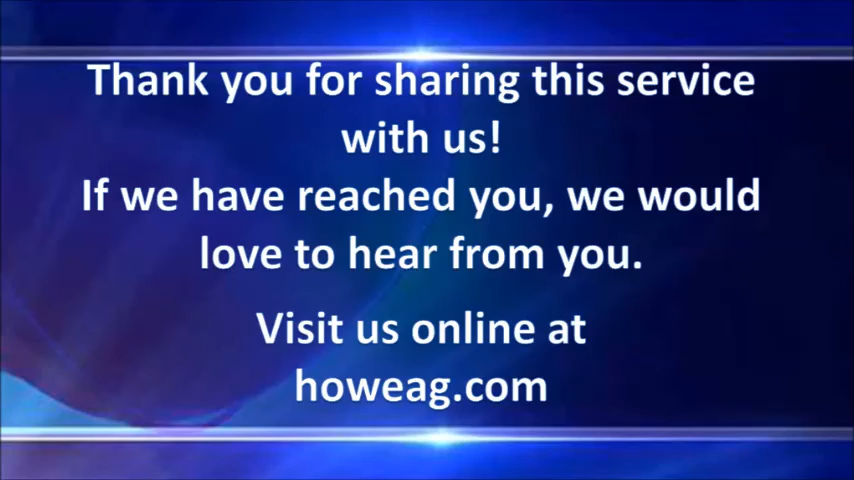 Thank you for sharing this service
with us!
If we have reached you, we would
love to hear from you.
Visit us online at
howeag.com